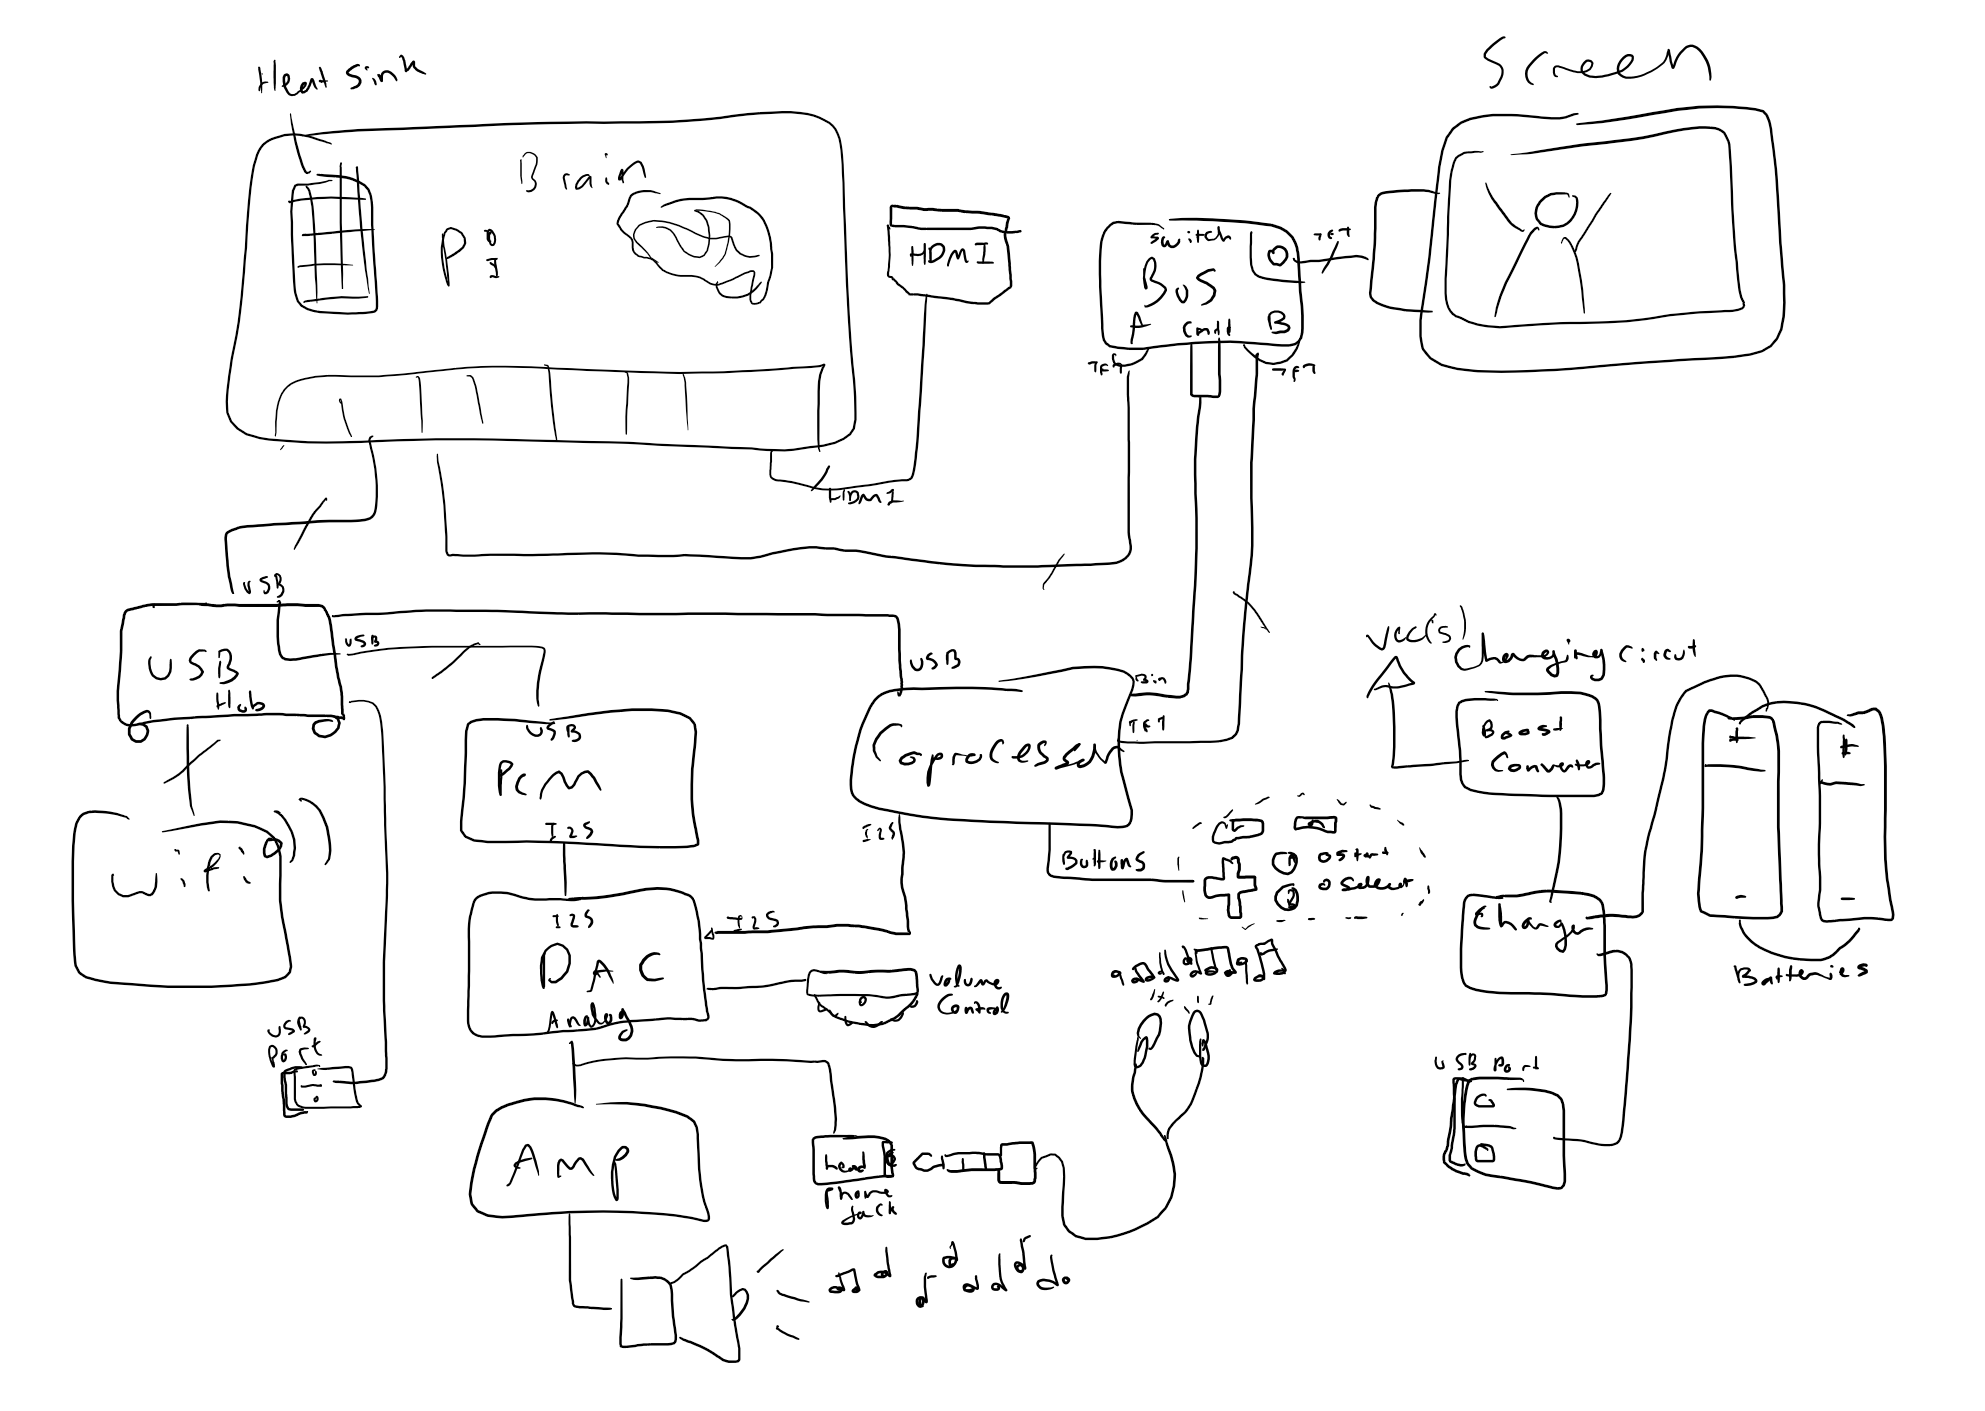 Heat Sink
Screen
Brain
Pi
HDMI
HDMI
switch
BUS
A
Cmdd
B
TFT
TFT
TFT
USB
USB
USB
Hub
USB
PCM
I2S
USB
Bin
TFT
Coprocessor
I2S
Buttons
Start
Select
Wifi
I2S
DAC
Analog
I2S
Volume
Control
USB
Port
Amp
head
phone
Jack
Vcc(s)
Charging Circut
Boost
Converter
+
+
-
-
Charger
Batteries
USB Port